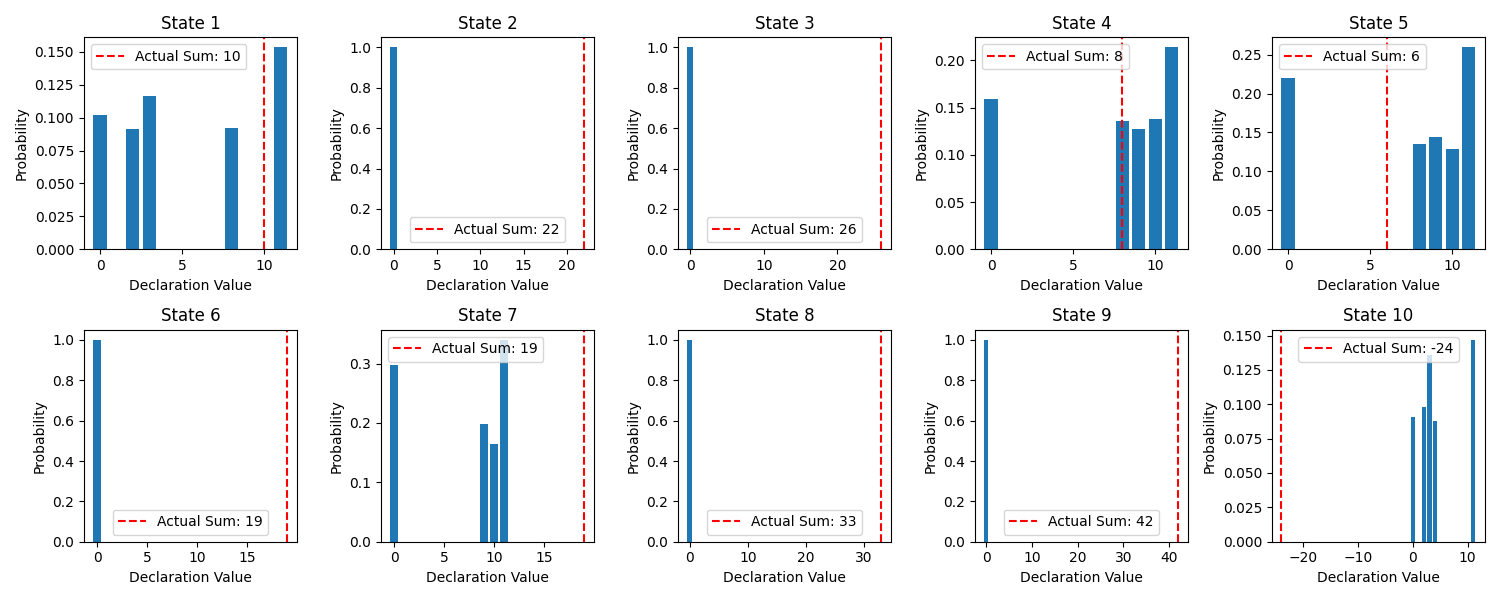 State 1
State 2
State 3
State 4
State 5
Probability
0.150
0.125
0.100
0.075
0.050
0.025
0.000
Actual Sum: 10
0
5
10
Declaration Value
Probability
1.0
0.8
0.6
0.4
0.2
0.0
Actual Sum: 22
0
5
10
15
20
Declaration Value
Probability
1.0
0.8
0.6
0.4
0.2
0.0
Actual Sum: 26
0
10
20
Declaration Value
Probability
0.20
0.15
0.10
0.05
0.00
Actual Sum: 8
0
5
10
Declaration Value
Probability
0.25
0.20
0.15
0.10
0.05
0.00
Actual Sum: 6
0
5
10
Declaration Value
State 6
State 7
State 8
State 9
State 10
Probability
1.0
0.8
0.6
0.4
0.2
0.0
Actual Sum: 19
0
5
10
15
Declaration Value
Probability
0.3
0.2
0.1
0.0
Actual Sum: 19
0
5
10
15
Declaration Value
Probability
1.0
0.8
0.6
0.4
0.2
0.0
Actual Sum: 33
0
10
20
30
Declaration Value
Probability
1.0
0.8
0.6
0.4
0.2
0.0
Actual Sum: 42
0
10
20
30
40
Declaration Value
Probability
0.150
0.125
0.100
0.075
0.050
0.025
0.000
Actual Sum: -24
−20
−10
0
10
Declaration Value